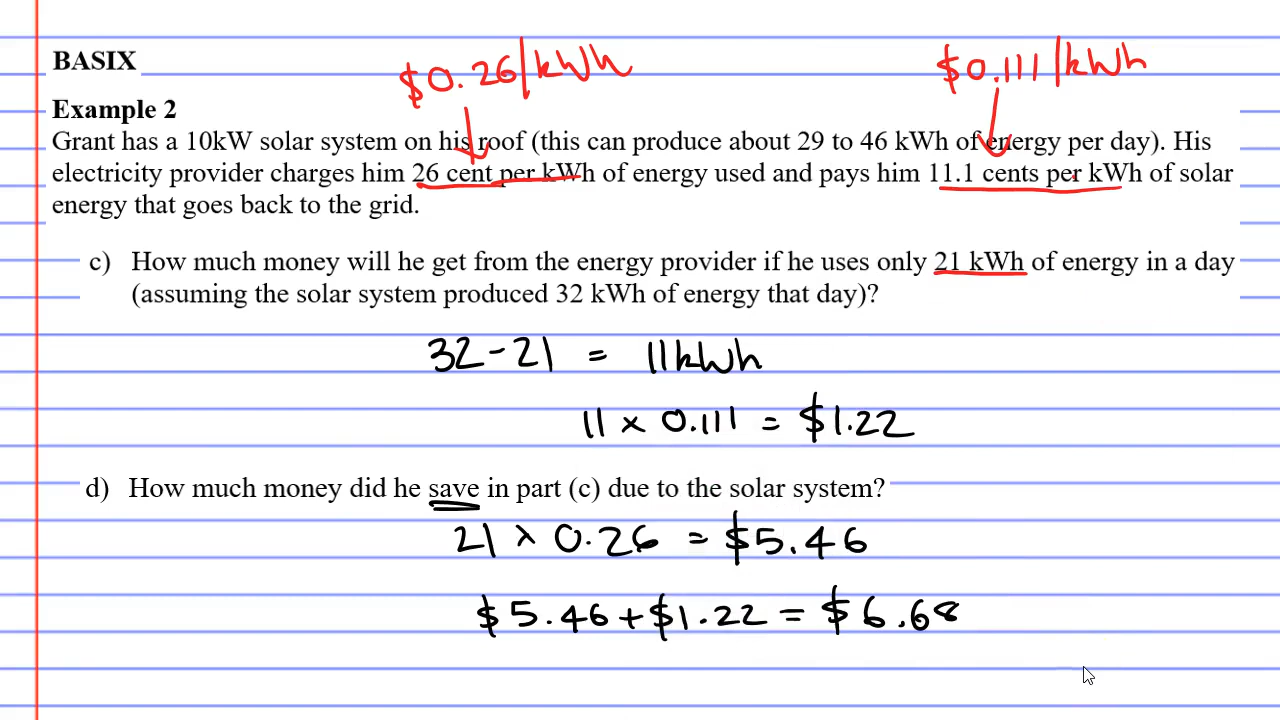 BASIX
$0.26/kWh
$0.111/kWh
Example 2
Grant has a 10kW solar system on his roof (this can produce about 29 to 46 kWh of energy per day). His
electricity provider charges him 26 cent per kWh of energy used and pays him 11.1 cents per kWh of solar
energy that goes back to the grid.
c) How much money will he get from the energy provider if he uses only 21 kWh of energy in a day
(assuming the solar system produced 32 kWh of energy that day)?
32-21 = 11kWh
11 × 0.111 = $1.22
d) How much money did he save in part (c) due to the solar system?
21 × 0.26 = $5.46
$5.46+$1.22 = $6.68